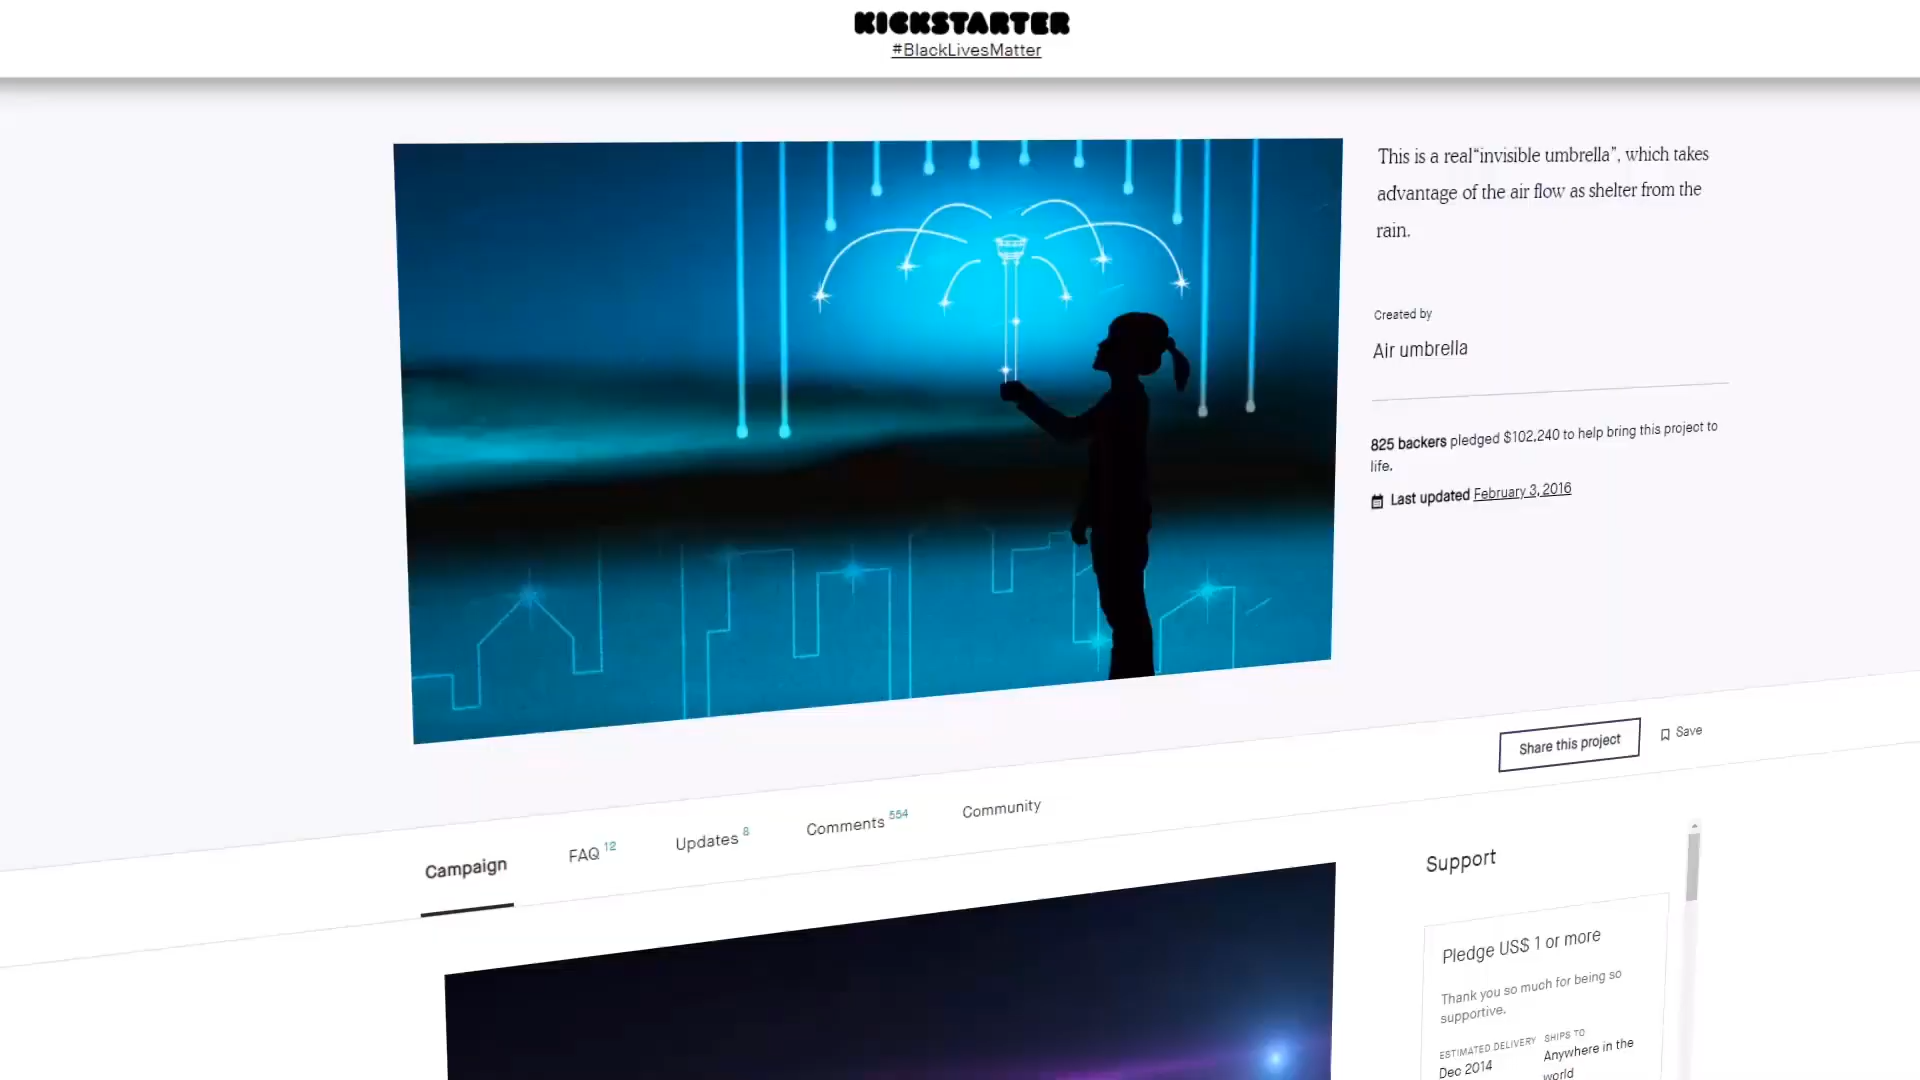 KICKSTARTER
#BlackLivesMatter
This is a real“invisible umbrella”, which takes
advantage of the air flow as shelter from the
rain.
Created by
Air umbrella
825 backers pledged $102,240 to help bring this project to
life.
Last updated February 3, 2016
Share this project
Save
Campaign
FAQ 12
Updates 8
Comments 554
Community
Support
Pledge US$ 1 or more
Thank you so much for being so
supportive.
ESTIMATED DELIVERY
Dec 2014
SHIPS TO
Anywhere in the
world